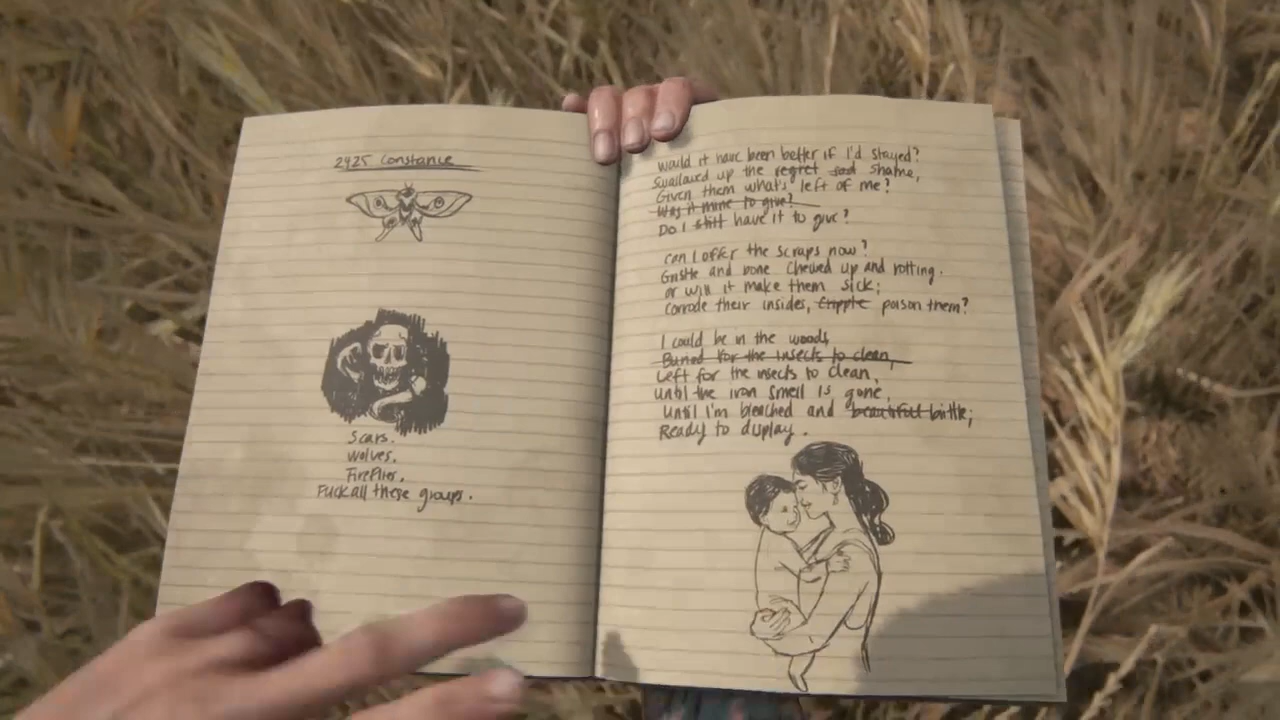 2425 Constance
Scars.
Wolves.
Fireflies.
Fuck all these groups.
Would it have been better if I'd stayed?
Swallowed up the regret sad shame,
Given them what's left of me?
Was it mine to give?
Do I still have it to give?
Can I offer the scraps now?
Gristle and bone chewed up and rotting.
Or will it make them sick;
Corrode their insides, cripple poison them?
I could be in the woods,
Buried for the insects to clean,
Left for the insects to clean,
Until the iron smell is gone,
Until I'm bleached and beautiful brittle;
Ready to display.